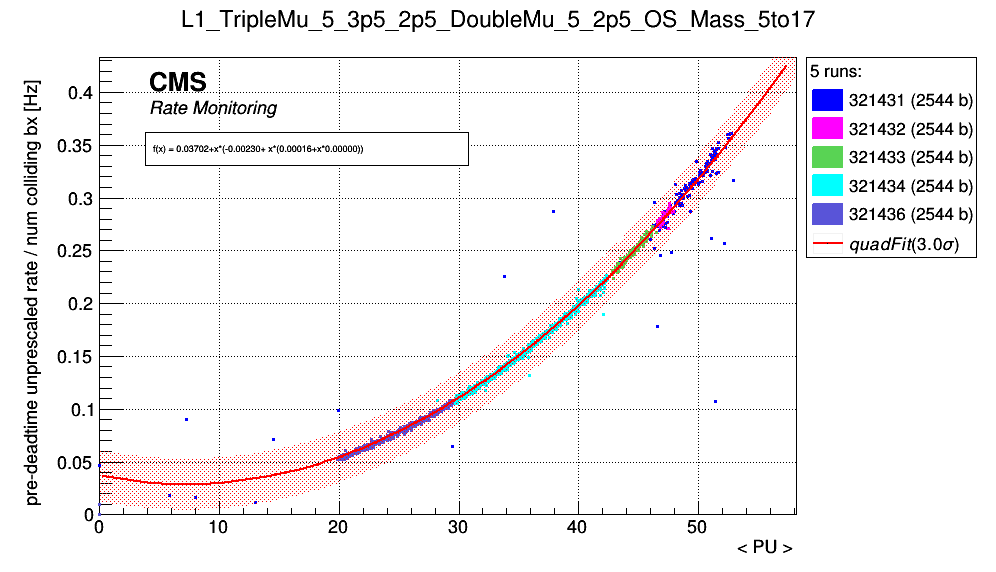 L1_TripleMu_5_3p5_2p5_DoubleMu_5_2p5_OS_Mass_5to17
pre-deadtime unprescaled rate / num colliding bx [Hz]
CMS
Rate Monitoring
f(x) = 0.03702+x*(-0.00230+ x*(0.00016+x*0.00000))
0.4
0.35
0.3
0.25
0.2
0.15
0.1
0.05
0
0 10 20 30 40 50
< PU >
5 runs:
321431 (2544 b)
321432 (2544 b)
321433 (2544 b)
321434 (2544 b)
321436 (2544 b)
quadFit(3.0σ)